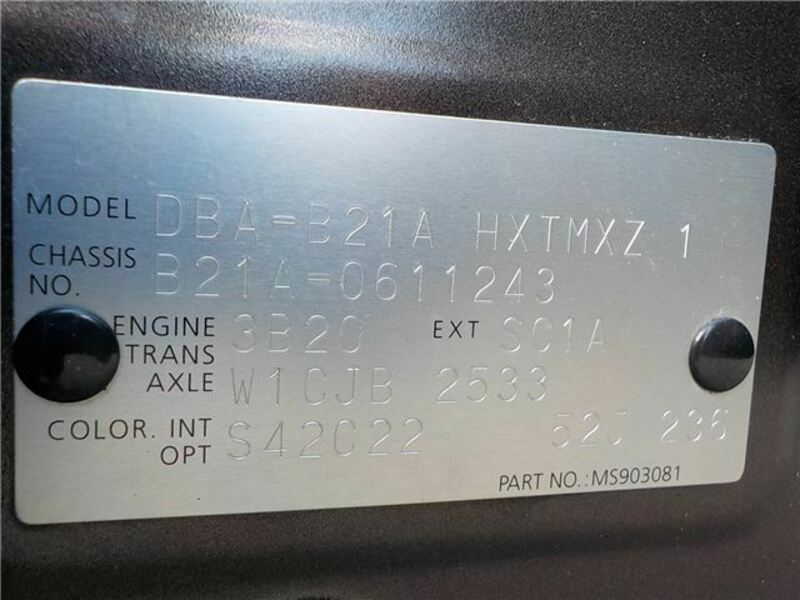 MODEL DBA-B21A HXTMXZ 1
CHASSIS NO. B21A-0611243
ENGINE 3B20 EXT SC1A
TRANS AXLE W1CJB 2533
COLOR. INT OPT S42C22 520 236
PART NO.:MS903081